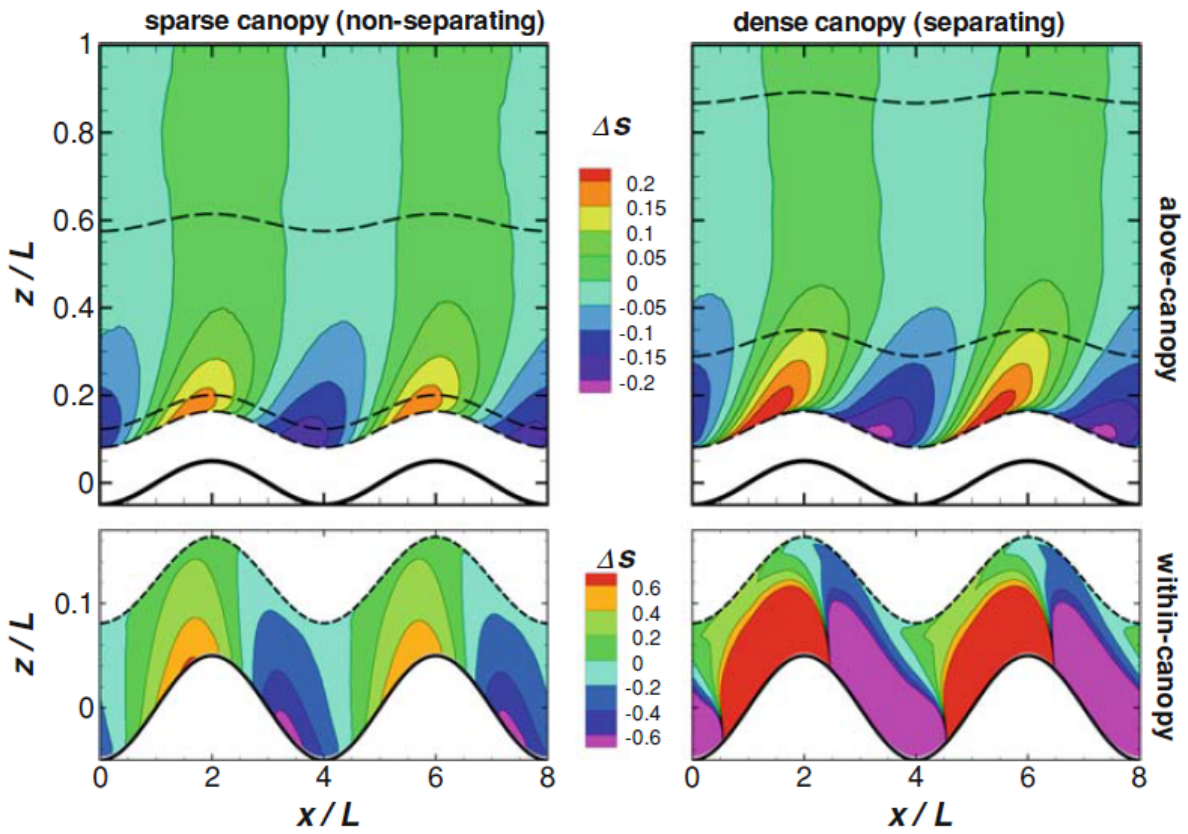 sparse canopy (non-separating)
dense canopy (separating)
1
0.8
0.6
0.4
0.2
0
z / L
Δs
0.2
0.15
0.1
0.05
0
-0.05
-0.1
-0.15
-0.2
above-canopy
0.1
0
z / L
Δs
0.6
0.4
0.2
0
-0.2
-0.4
-0.6
within-canopy
0 2 4 6 8
0 2 4 6 8
x / L
x / L